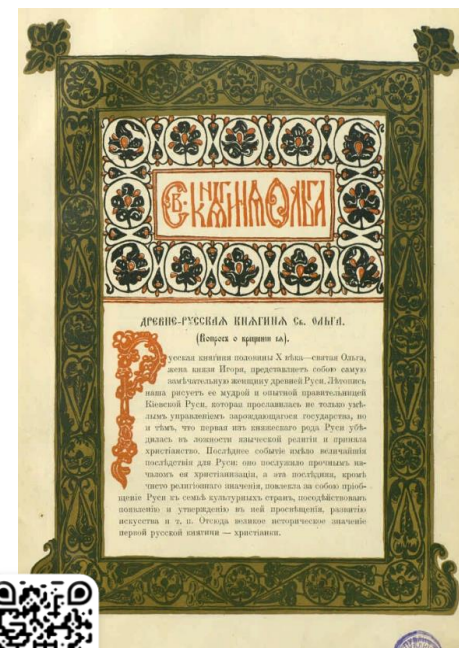 СВ: КНЯГИНЯ ОЛЬГА
ДРЕВНЕ-РУССКАЯ КНЯГИНЯ Св. ОЛЬГА.
(Вопросъ о крещеніи ея).
Русская княгиня половины X вѣка—святая Ольга,
жена князя Игоря, представляетъ собою самую
замѣчательную женщину древней Руси. Лѣтопись
наша рисуетъ ее мудрой и опытной правительницей
Кіевской Руси, которая прославилась не только умѣ-
лымъ управленіемъ зарождающагося государства, но
и тѣмъ, что первая изъ княжескаго рода Руси убѣ-
дилась въ ложности языческой религіи и приняла
христіанство. Послѣднее событіе имѣло величайшія
послѣдствія для Руси: оно послужило прочнымъ на-
чаломъ ея христіанизаціи, а эта послѣдняя, кромѣ
чисто религіознаго значенія, повлекла за собою пріоб-
щеніе Руси къ семьѣ культурныхъ странъ, посодѣйствовавъ
появленію и утвержденію въ ней просвѣщенія, развитію
искусства и т. п. Отсюда великое историческое значеніе
первой русской княгини — христіанки.